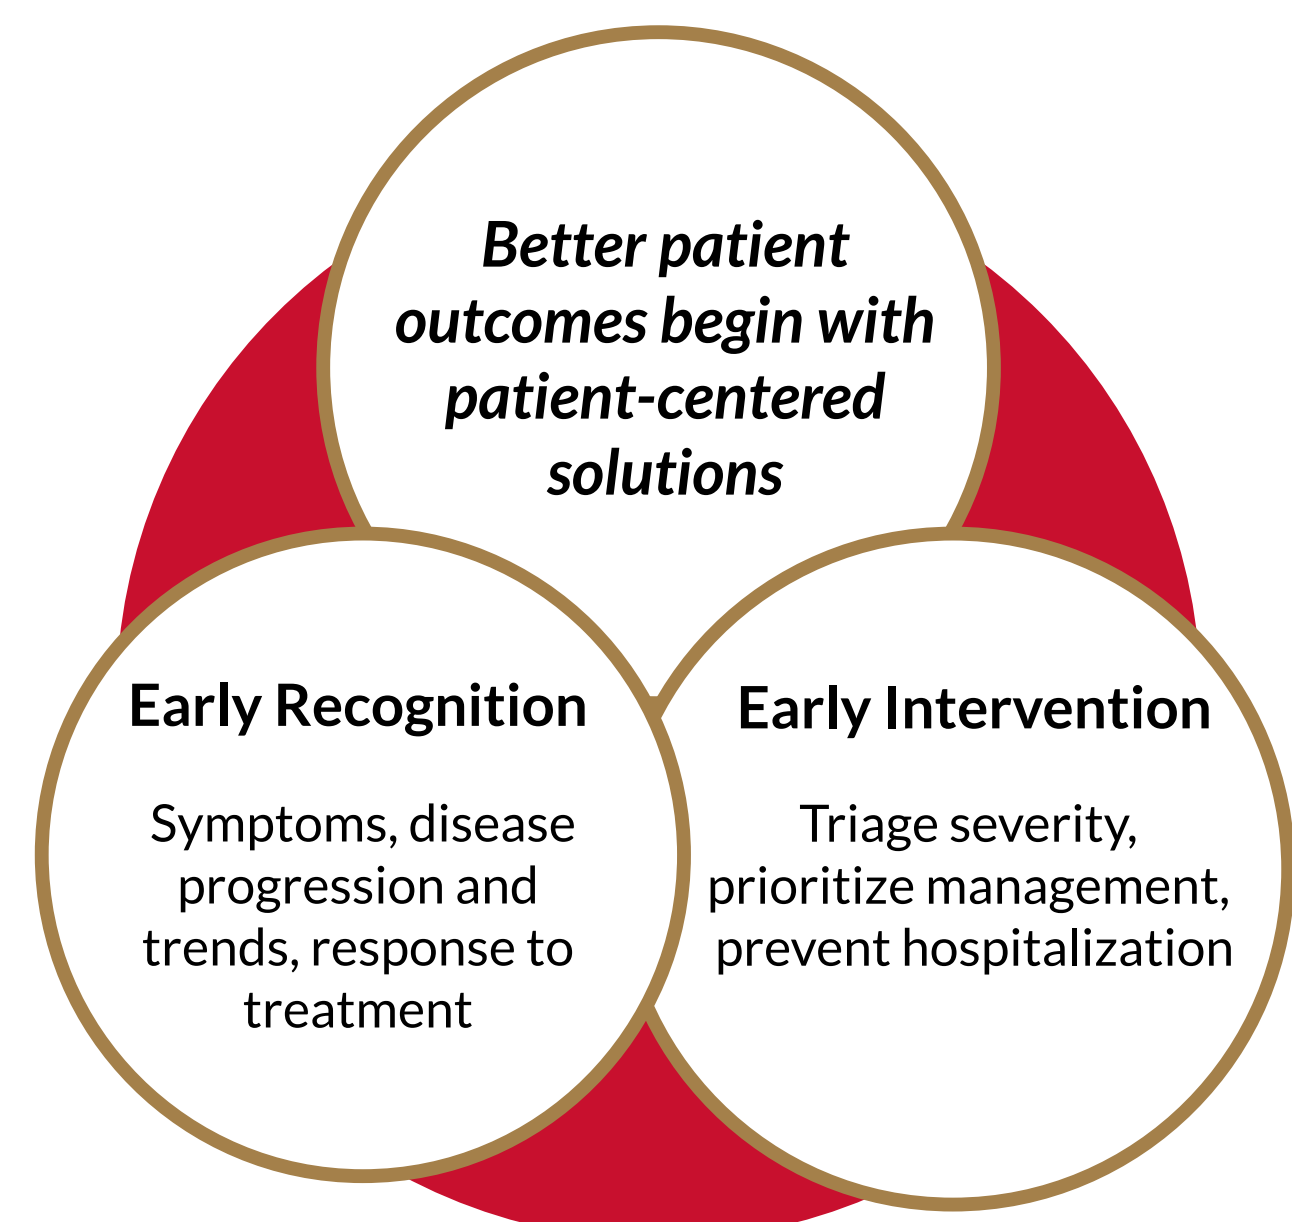 Better patient
outcomes begin with
patient-centered
solutions
Early Recognition
Symptoms, disease
progression and
trends, response to
treatment
Early Intervention
Triage severity,
prioritize management,
prevent hospitalization